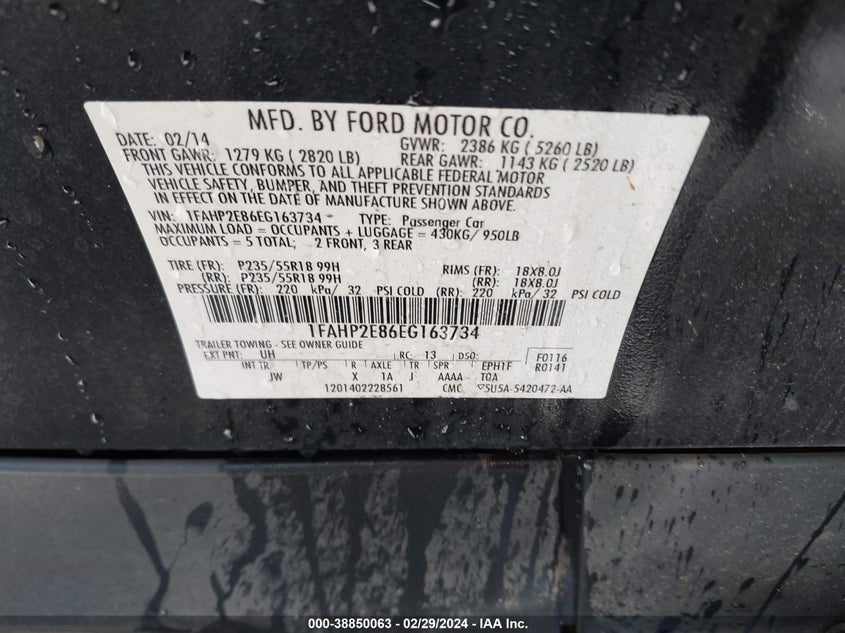 MFD. BY FORD MOTOR CO.
DATE: 02/14 GVWR: 2386 KG ( 5260 LB)
FRONT GAWR: 1279 KG ( 2820 LB) REAR GAWR: 1143 KG ( 2520 LB)
THIS VEHICLE CONFORMS TO ALL APPLICABLE FEDERAL MOTOR
VEHICLE SAFETY, BUMPER, AND THEFT PREVENTION STANDARDS
IN EFFECT ON THE DATE OF MANUFACTURE SHOWN ABOVE.
VIN: 1FAHP2E86EG163734 TYPE: Passenger Car
MAXIMUM LOAD = OCCUPANTS + LUGGAGE = 430KG/ 950LB
OCCUPANTS = 5 TOTAL; 2 FRONT, 3 REAR
TIRE (FR): P235/55R18 99H RIMS (FR): 18X8.0J
(RR): P235/55R18 99H (RR): 18X8.0J
PRESSURE (FR): 220 kPa/ 32 PSI COLD (RR): 220 kPa/ 32 PSI COLD
1FAHP2E86EG163734
TRAILER TOWING - SEE OWNER GUIDE
EXT PNT: UH RC: 13 DSO: F0116
INT TR TP/PS R AXLE TR SPR EPH1F R0141
JW X 1A J AAAA T0A
1201402228561 CMC 5U5A-5420472-AA
000-38850063 - 02/29/2024 - IAA Inc.